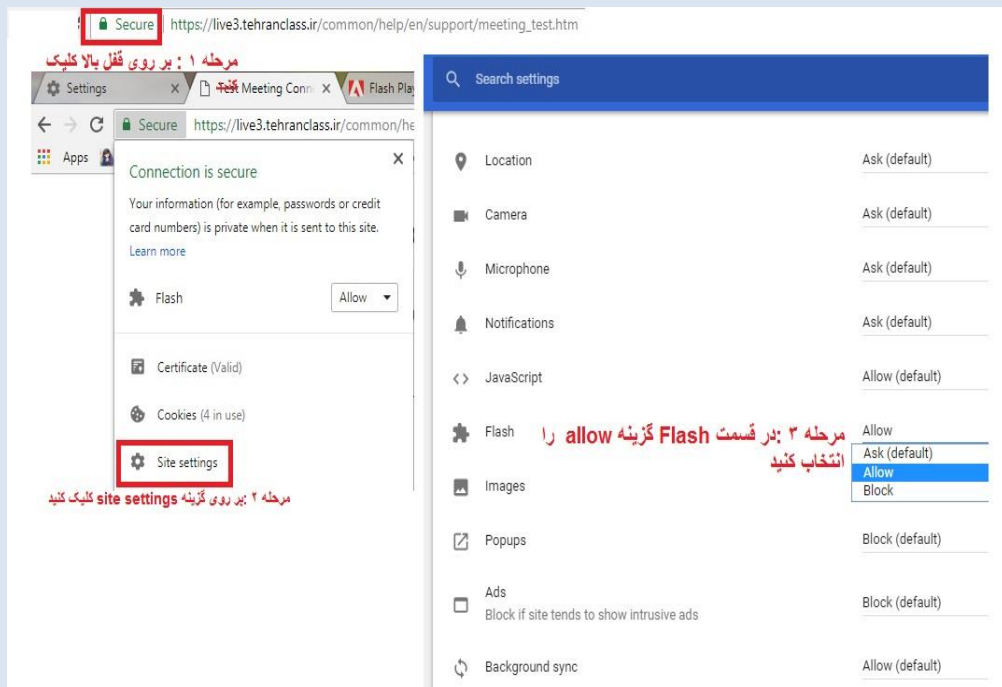 Secure https://live3.tehranclass.ir/common/help/en/support/meeting_test.htm
مرحله ۱ : بر روی قفل بالا کلیک
کنید
Settings
Test Meeting Conn
Flash Pla
Secure https://live3.tehranclass.ir/common/he
Apps
Connection is secure
Your information (for example, passwords or credit
card numbers) is private when it is sent to this site.
Learn more
Flash Allow
Certificate (Valid)
Cookies (4 in use)
Site settings
مرحله ۲ :بر روی گزینه site settings کلیک کنید
Search settings
Location Ask (default)
Camera Ask (default)
Microphone Ask (default)
Notifications Ask (default)
JavaScript Allow (default)
Flash Allow
مرحله ۳ :در قسمت Flash گزینه allow را
انتخاب کنید
Ask (default)
Allow
Block
Images
Popups Block (default)
Ads Block (default)
Block if site tends to show intrusive ads
Background sync Allow (default)